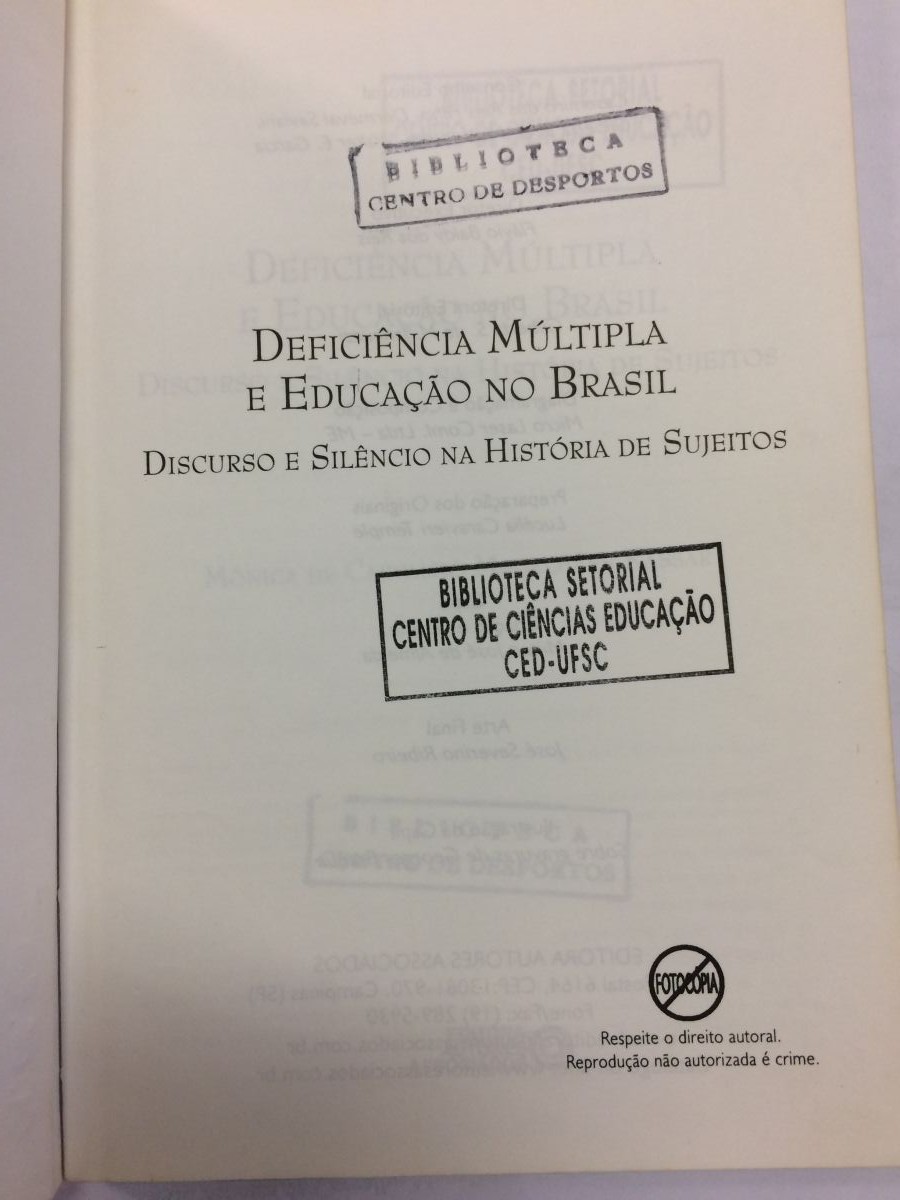 BIBLIOTECA
CENTRO DE DESPORTOS
DEFICIÊNCIA MÚLTIPLA
E EDUCAÇÃO NO BRASIL
DISCURSO E SILÊNCIO NA HISTÓRIA DE SUJEITOS
BIBLIOTECA SETORIAL
CENTRO DE CIÊNCIAS EDUCAÇÃO
CED-UFSC
FOTOCÓPIA
Respeite o direito autoral.
Reprodução não autorizada é crime.